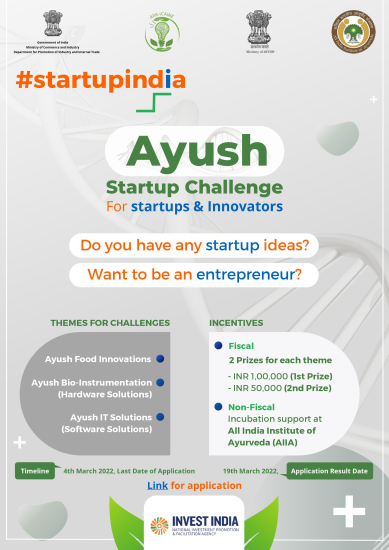 Government of India
Ministry of Commerce and Industry
Department for Promotion of Industry and Internal Trade
Ministry of AYUSH
#startupindia
Ayush
Startup Challenge
For startups & Innovators
Do you have any startup ideas?
Want to be an entrepreneur?
THEMES FOR CHALLENGES
Ayush Food Innovations
Ayush Bio-Instrumentation
(Hardware Solutions)
Ayush IT Solutions
(Software Solutions)
INCENTIVES
Fiscal
2 Prizes for each theme
- INR 1,00,000 (1st Prize)
- INR 50,000 (2nd Prize)
Non-Fiscal
Incubation support at
All India Institute of
Ayurveda (AIIA)
Timeline 4th March 2022, Last Date of Application
19th March 2022, Application Result Date
Link for application
INVEST INDIA
NATIONAL INVESTMENT PROMOTION
& FACILITATION AGENCY